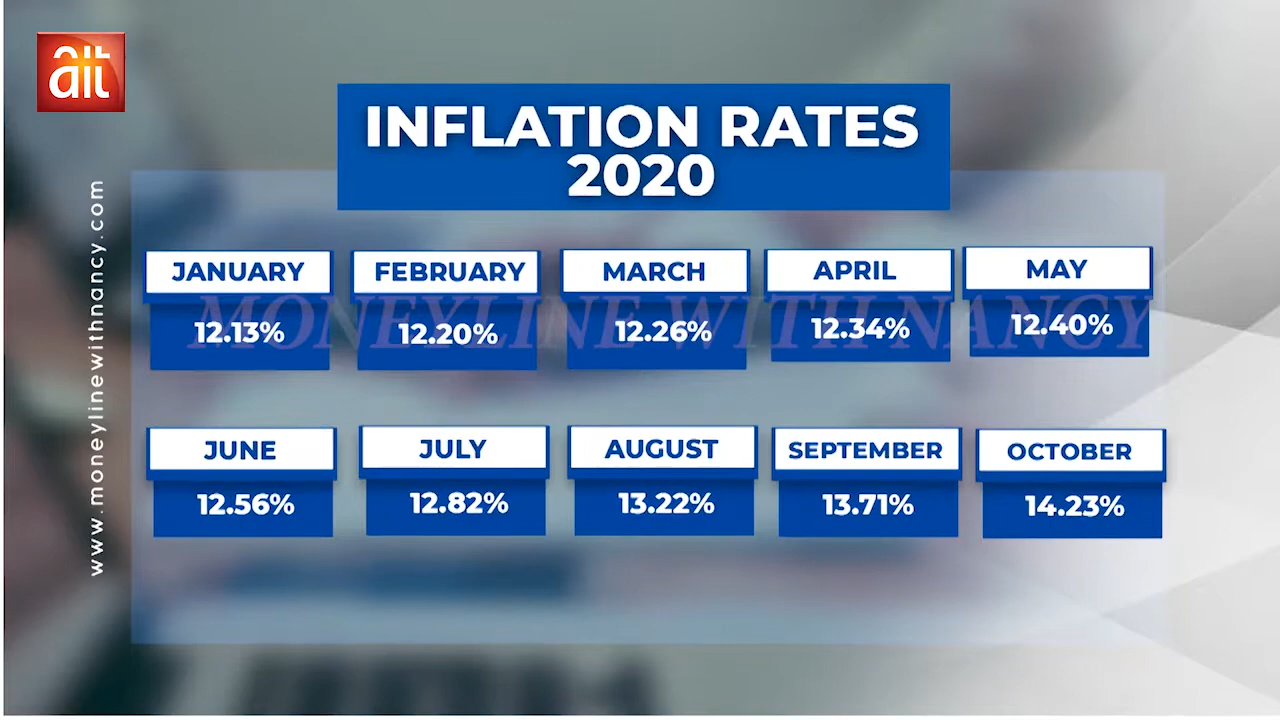 ait
INFLATION RATES
2020
www.moneylinewithnancy.com
JANUARY FEBRUARY MARCH APRIL MAY
MONEYLINE WITH NANCY
12.13% 12.20% 12.26% 12.34% 12.40%
JUNE JULY AUGUST SEPTEMBER OCTOBER
12.56% 12.82% 13.22% 13.71% 14.23%